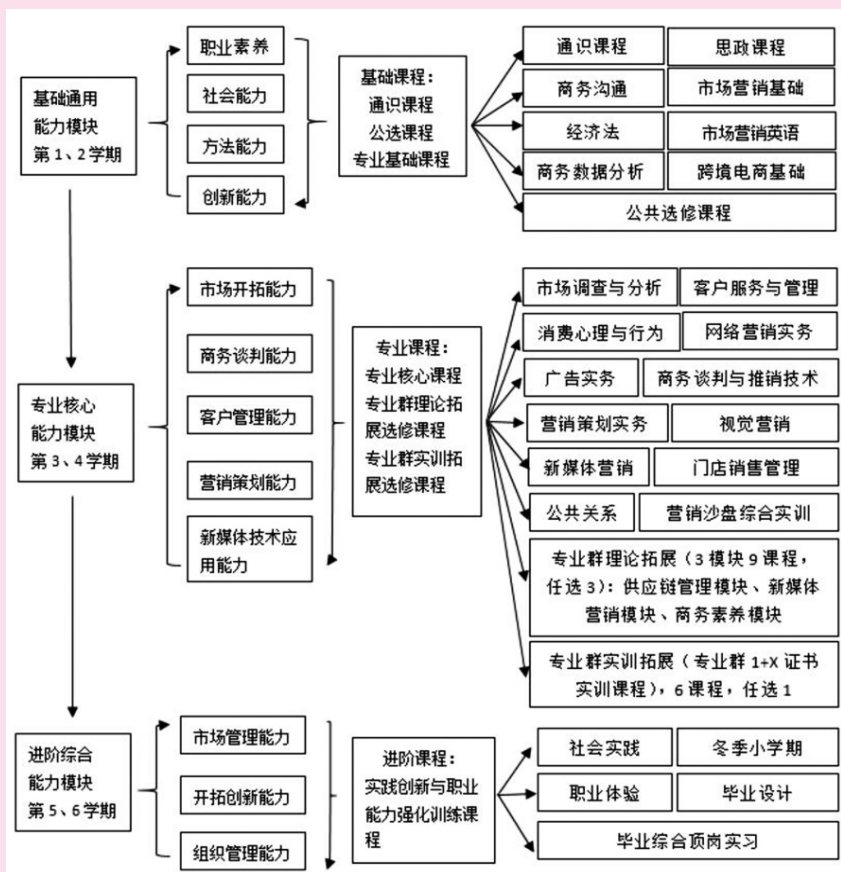 基础通用
能力模块
第1、2学期
职业素养
社会能力
方法能力
创新能力
基础课程：
通识课程
公选课程
专业基础课程
通识课程
思政课程
商务沟通
市场营销基础
经济法
市场营销英语
商务数据分析
跨境电商基础
公共选修课程
专业核心
能力模块
第3、4学期
市场开拓能力
商务谈判能力
客户管理能力
营销策划能力
新媒体技术应
用能力
专业课程：
专业核心课程
专业群理论拓
展选修课程
专业群实训拓
展选修课程
市场调查与分析
客户服务与管理
消费心理与行为
网络营销实务
广告实务
商务谈判与推销技术
营销策划实务
视觉营销
新媒体营销
门店销售管理
公共关系
营销沙盘综合实训
专业群理论拓展（3模块9课程，
任选3）：供应链管理模块、新媒体
营销模块、商务素养模块
专业群实训拓展（专业群1+X证书
实训课程），6课程，任选1
进阶综合
能力模块
第5、6学期
市场管理能力
开拓创新能力
组织管理能力
进阶课程：
实践创新与职业
能力强化训练课
程
社会实践
冬季小学期
职业体验
毕业设计
毕业综合顶岗实习